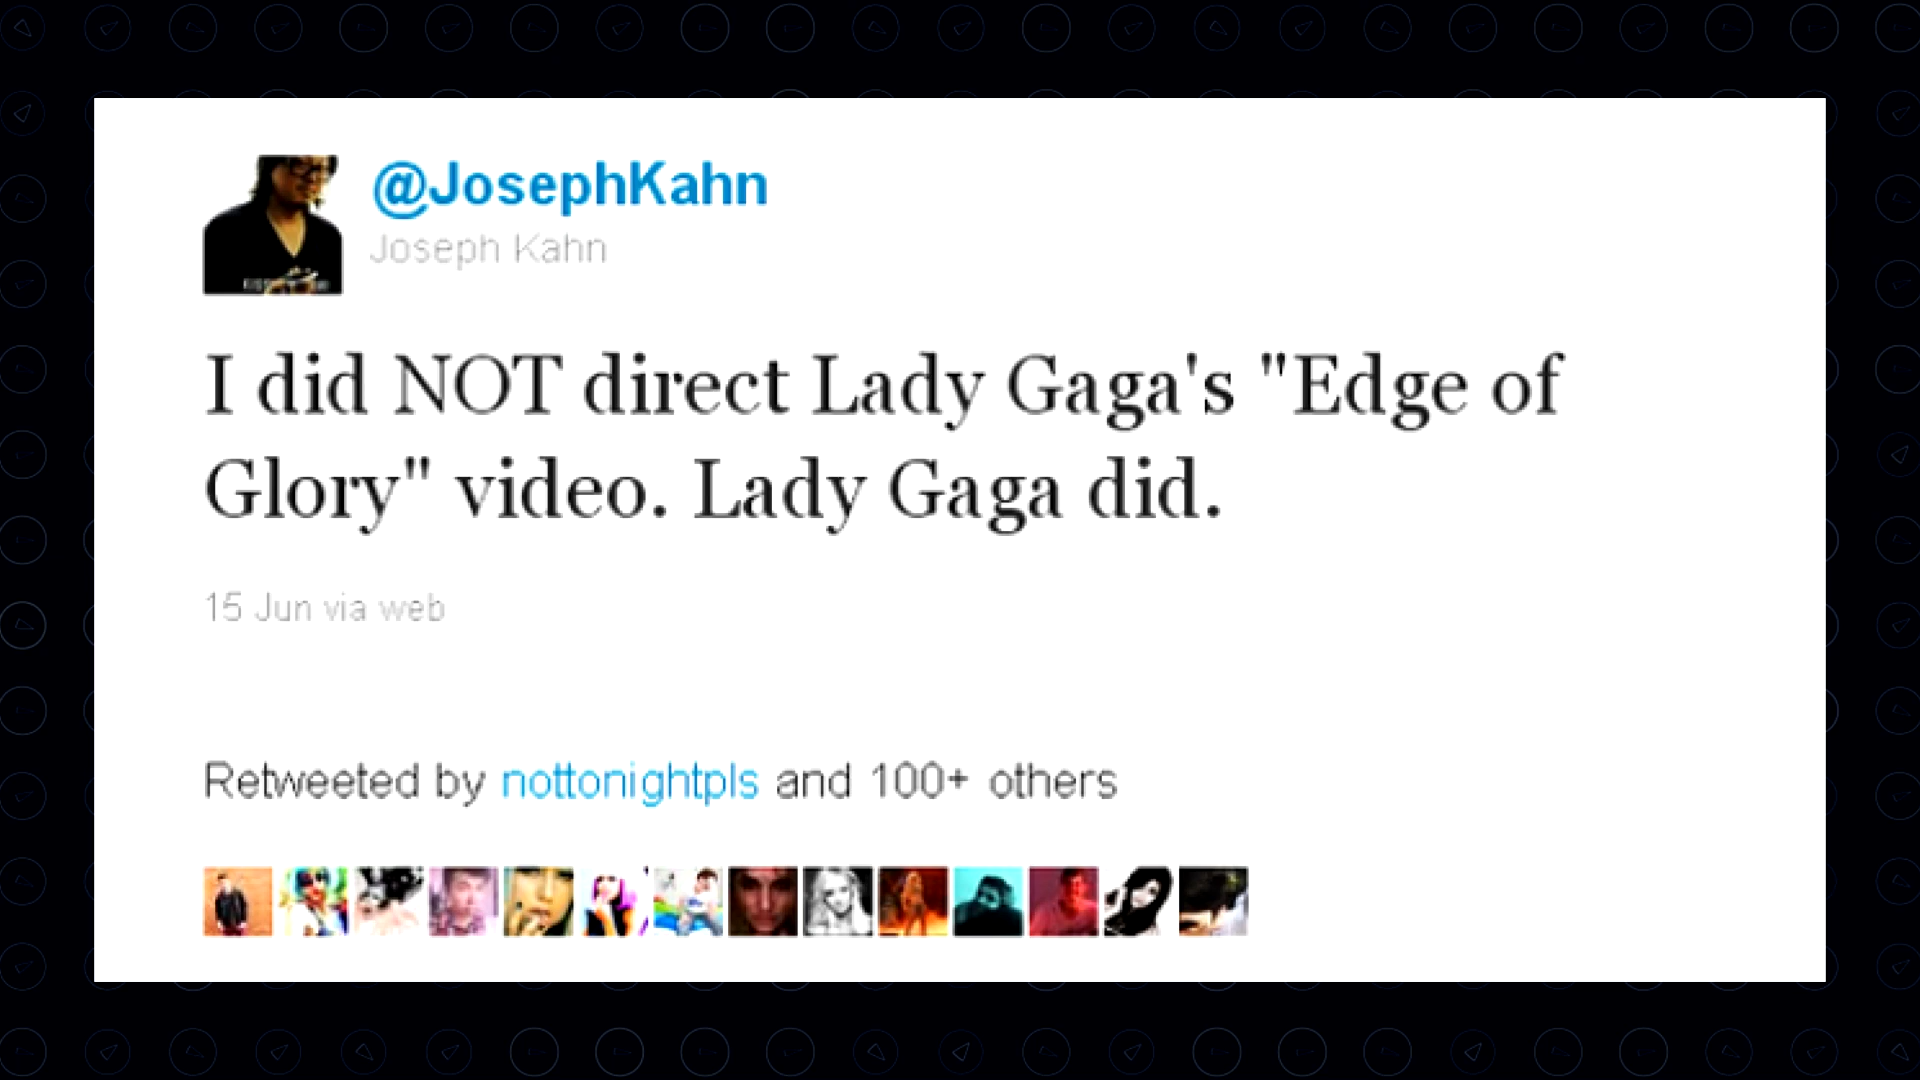 @JosephKahn
Joseph Kahn
I did NOT direct Lady Gaga's "Edge of
Glory" video. Lady Gaga did.
15 Jun via web
Retweeted by nottonightpls and 100+ others